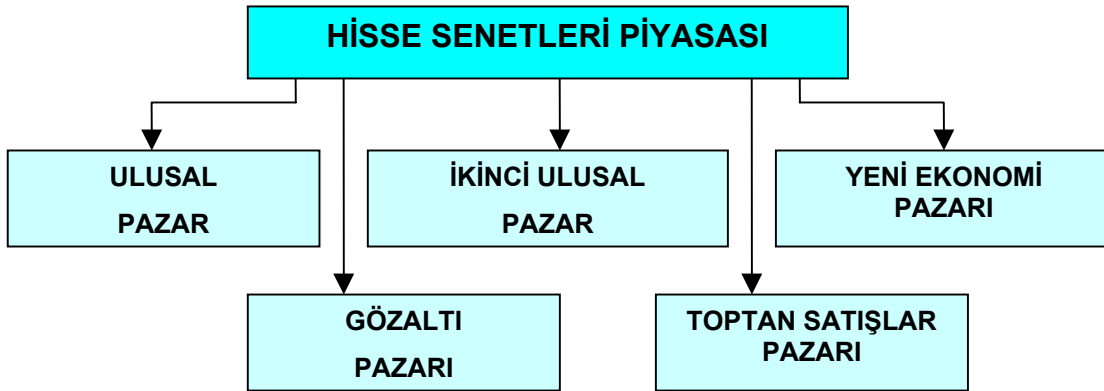 HİSSE SENETLERİ PİYASASI
ULUSAL
PAZAR
İKİNCİ ULUSAL
PAZAR
YENİ EKONOMİ
PAZARI
GÖZALTI
PAZARI
TOPTAN SATIŞLAR
PAZARI